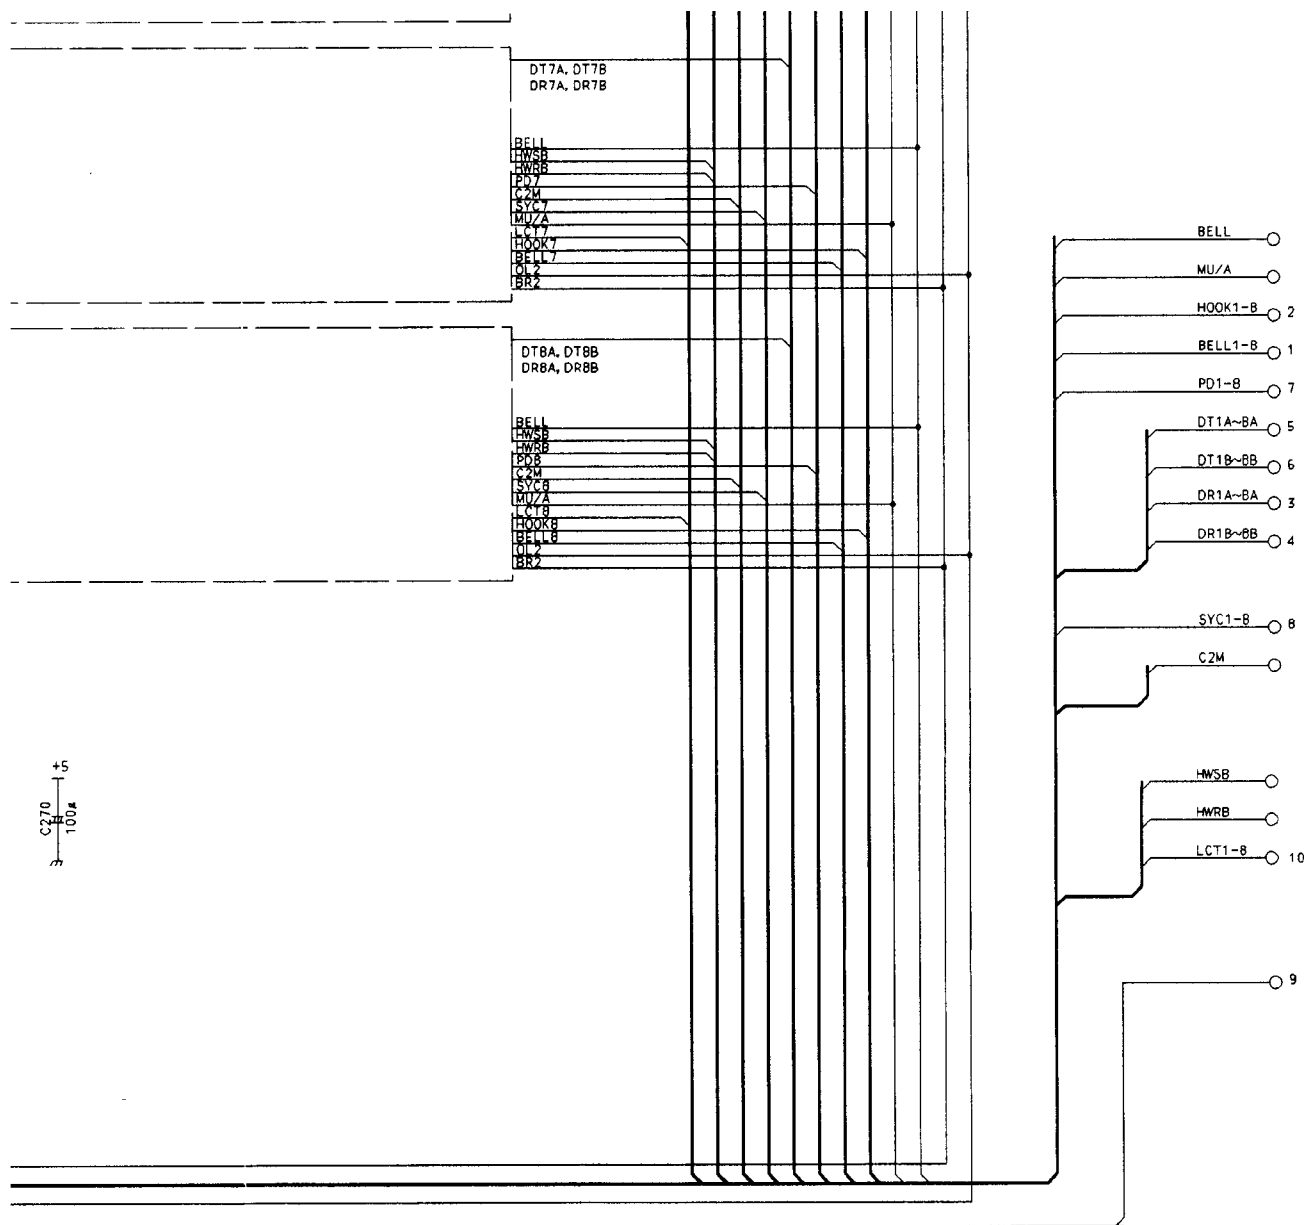 DT7A, DT7B
DR7A, DR7B
BELL
HWSB
HWRB
PD7
C2M
SYC7
MU/A
LCT7
HOOK7
BELL7
OL2
BR2
DT8A, DT8B
DR8A, DR8B
BELL
HWSB
HWRB
PD8
C2M
SYC8
MU/A
LCT8
HOOK8
BELL8
OL2
BR2
+5
C270
100µ
BELL
MU/A
HOOK1-8 2
BELL1-8 1
PD1-8 7
DT1A~8A 5
DT1B~8B 6
DR1A~8A 3
DR1B~8B 4
SYC1-8 8
C2M
HWSB
HWRB
LCT1-8 10
9